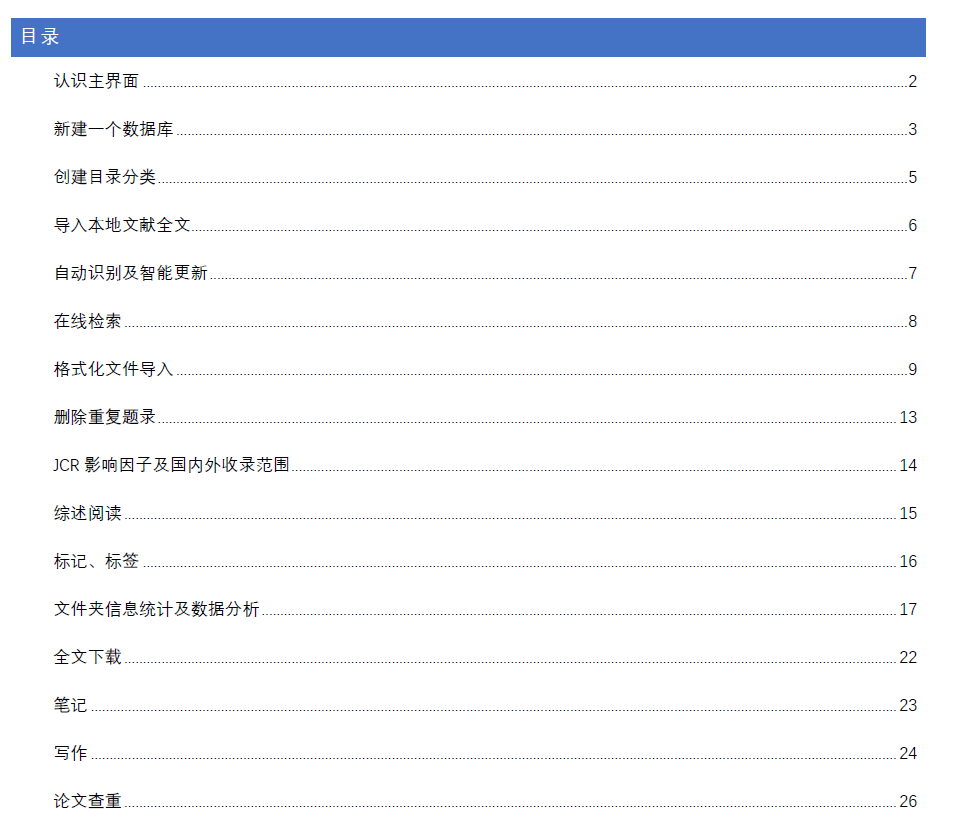 目录
认识主界面 ........ 2
新建一个数据库 ........ 3
创建目录分类 ........ 5
导入本地文献全文 ........ 6
自动识别及智能更新 ........ 7
在线检索 ........ 8
格式化文件导入 ........ 9
删除重复题录 ........ 13
JCR 影响因子及国内外收录范围 ........ 14
综述阅读 ........ 15
标记、标签 ........ 16
文件夹信息统计及数据分析 ........ 17
全文下载 ........ 22
笔记 ........ 23
写作 ........ 24
论文查重 ........ 26